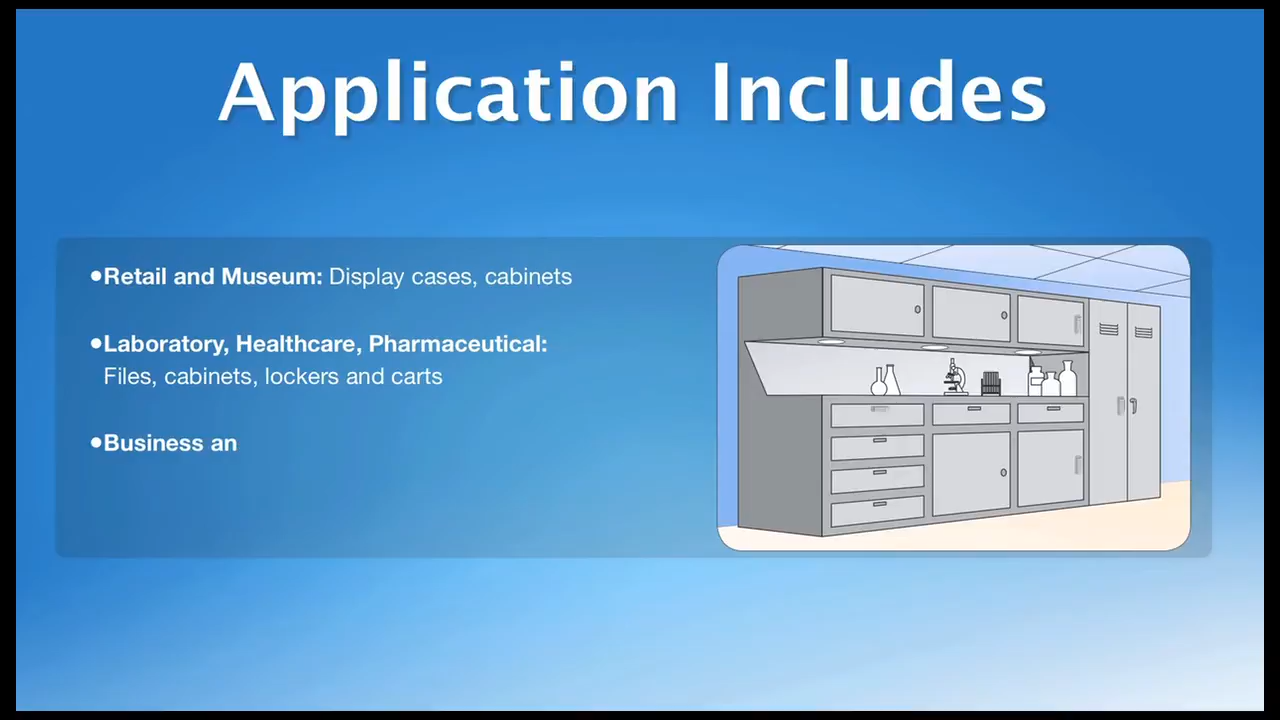 Application Includes
•Retail and Museum: Display cases, cabinets
•Laboratory, Healthcare, Pharmaceutical:
Files, cabinets, lockers and carts
•Business an